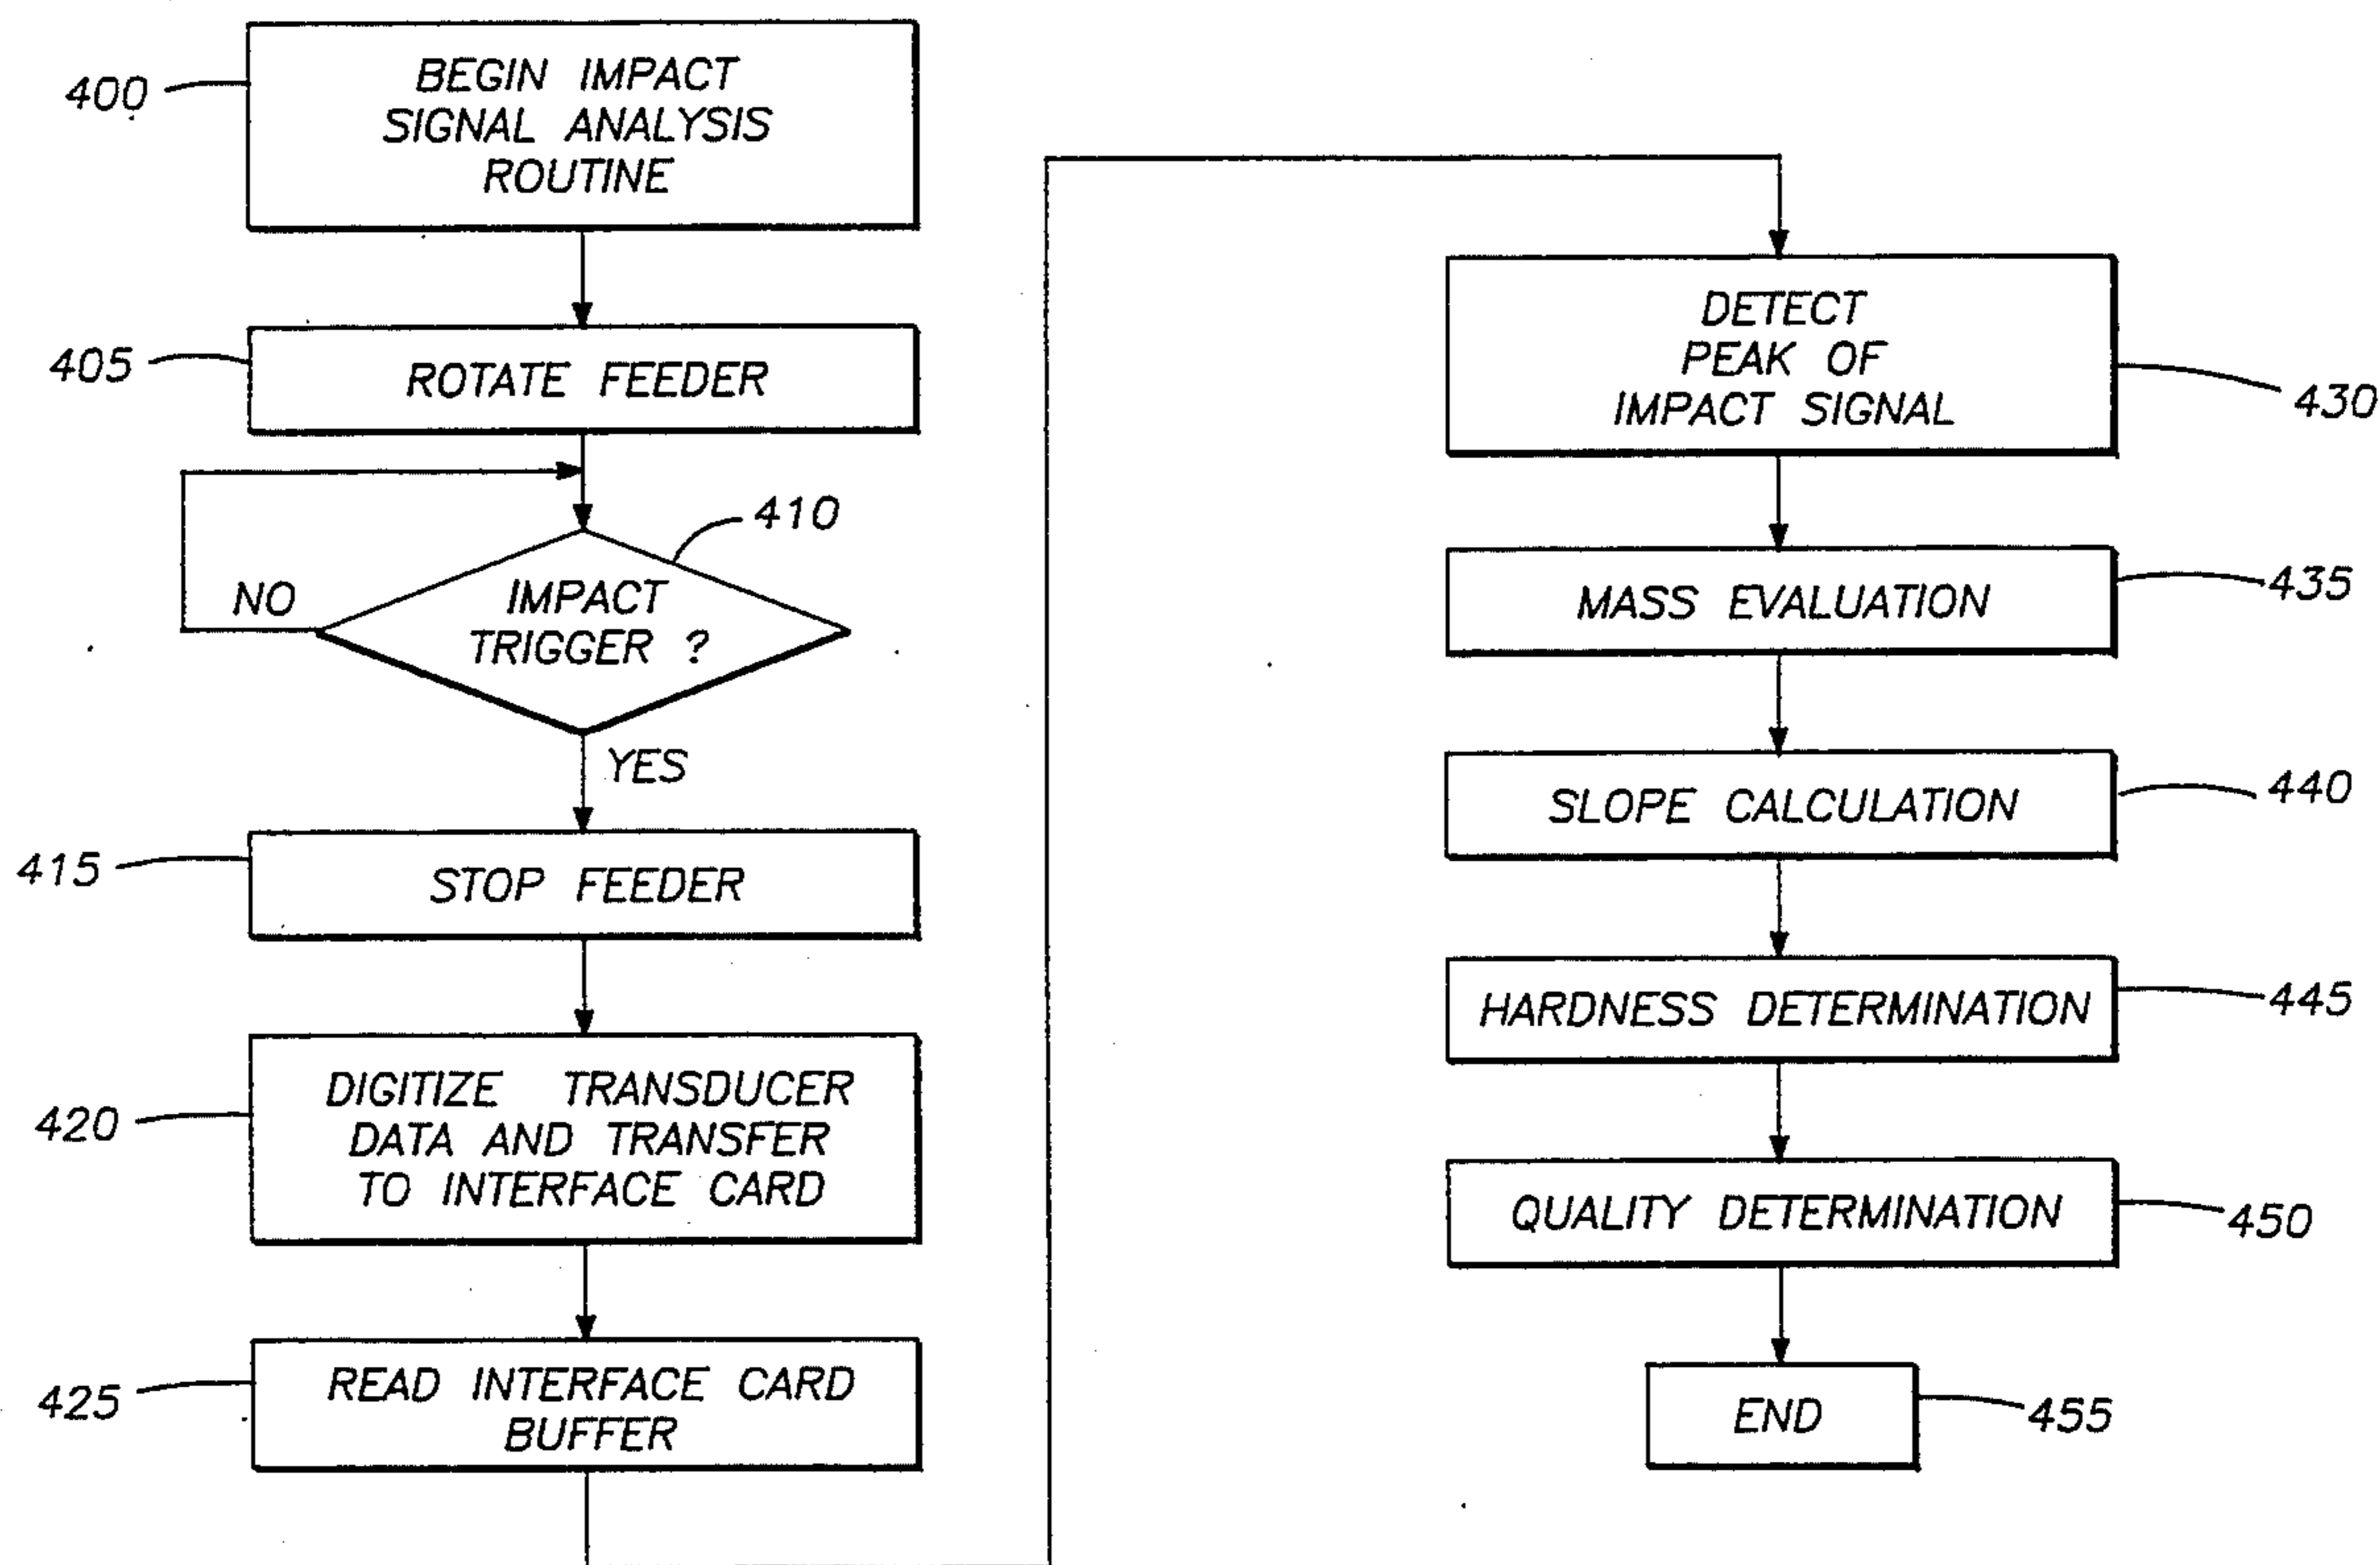 400
BEGIN IMPACT
SIGNAL ANALYSIS
ROUTINE
405
ROTATE FEEDER
410
NO
IMPACT
TRIGGER ?
YES
415
STOP FEEDER
420
DIGITIZE TRANSDUCER
DATA AND TRANSFER
TO INTERFACE CARD
425
READ INTERFACE CARD
BUFFER
DETECT
PEAK OF
IMPACT SIGNAL
430
MASS EVALUATION
435
SLOPE CALCULATION
440
HARDNESS DETERMINATION
445
QUALITY DETERMINATION
450
END
455